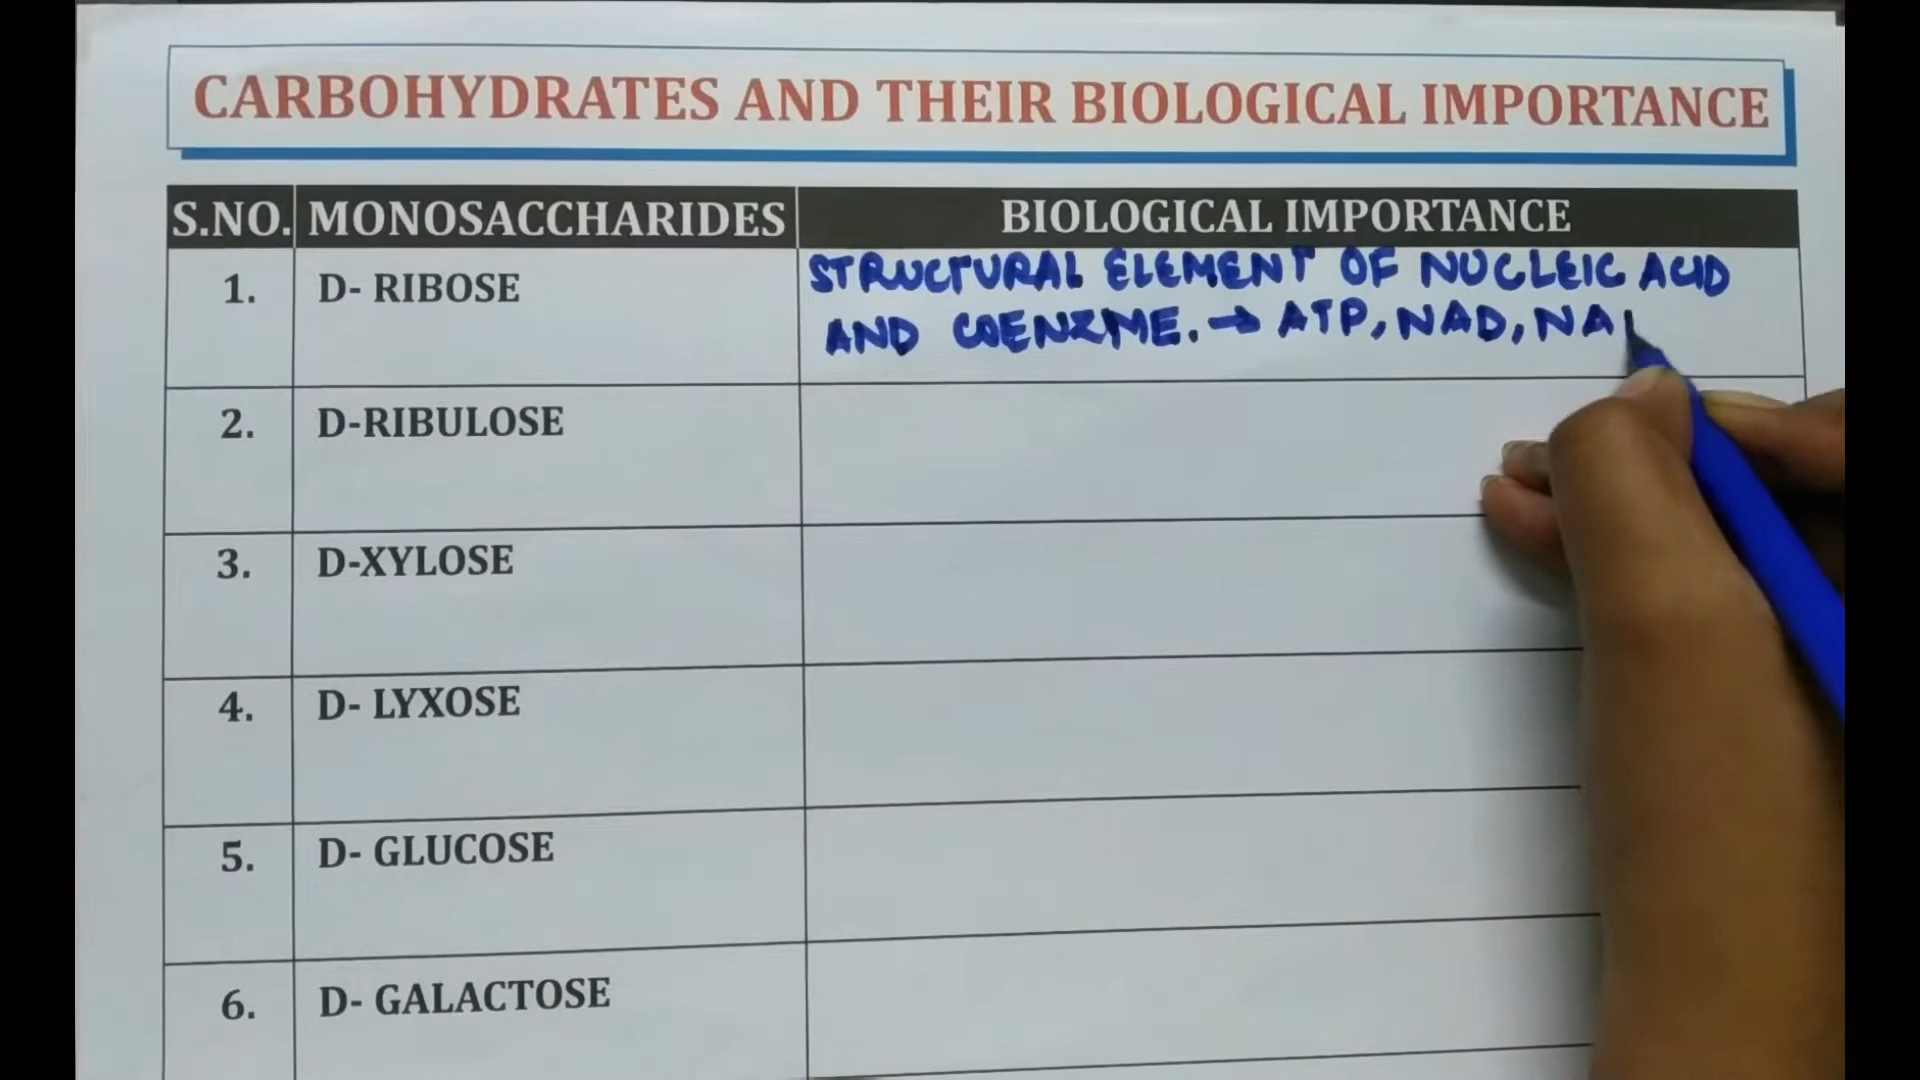 CARBOHYDRATES AND THEIR BIOLOGICAL IMPORTANCE
S.NO. MONOSACCHARIDES BIOLOGICAL IMPORTANCE
1. D- RIBOSE STRUCTURAL ELEMENT OF NUCLEIC ACID
AND COENZME. → ATP, NAD, NA
2. D-RIBULOSE
3. D-XYLOSE
4. D- LYXOSE
5. D- GLUCOSE
6. D- GALACTOSE